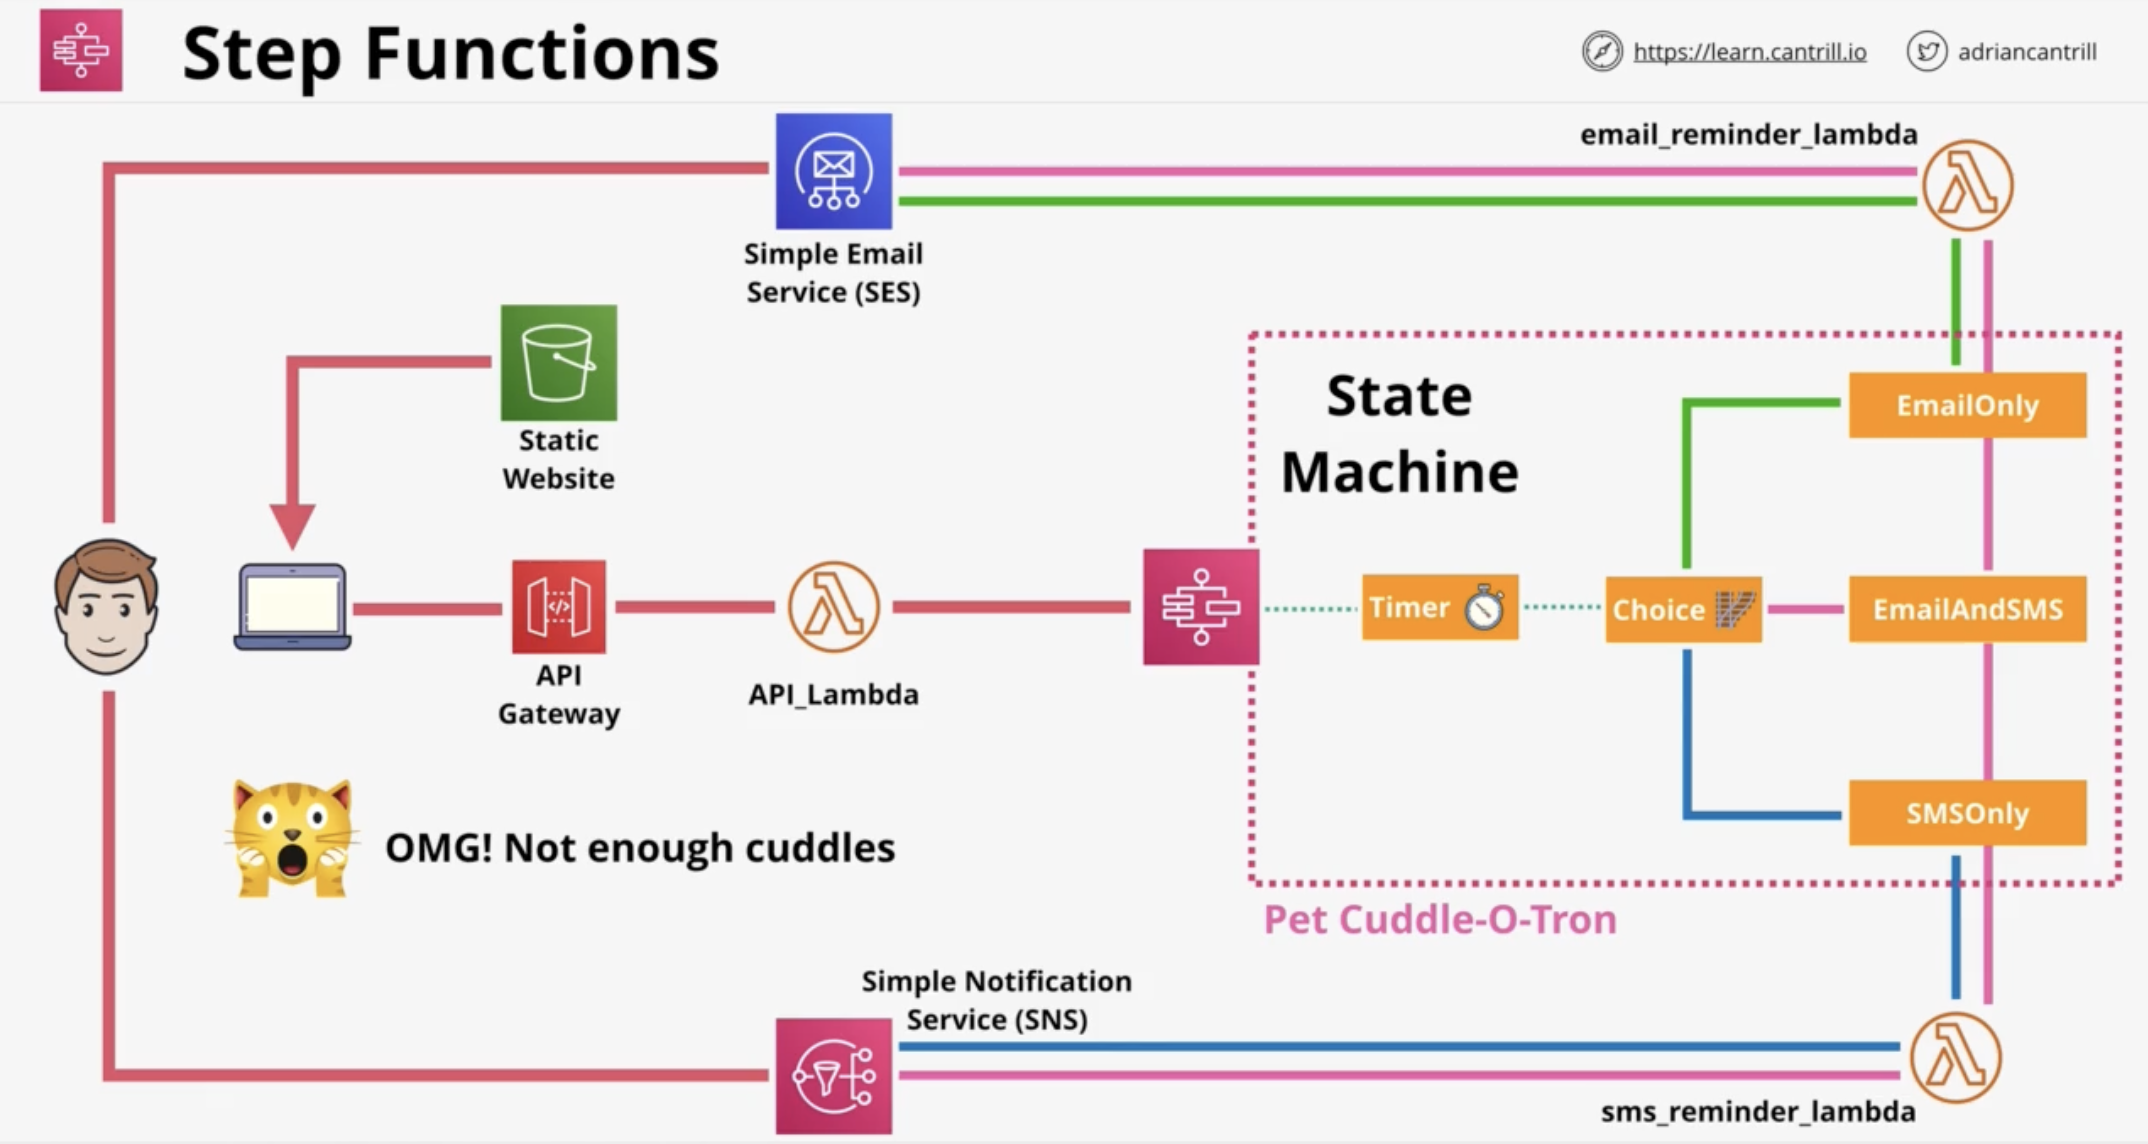 Step Functions
https://learn.cantrill.io
adriancantrill
email_reminder_lambda
Simple Email
Service (SES)
Static
Website
State
Machine
EmailOnly
Timer
Choice
EmailAndSMS
API
Gateway
API_Lambda
SMSOnly
OMG! Not enough cuddles
Pet Cuddle-O-Tron
Simple Notification
Service (SNS)
sms_reminder_lambda